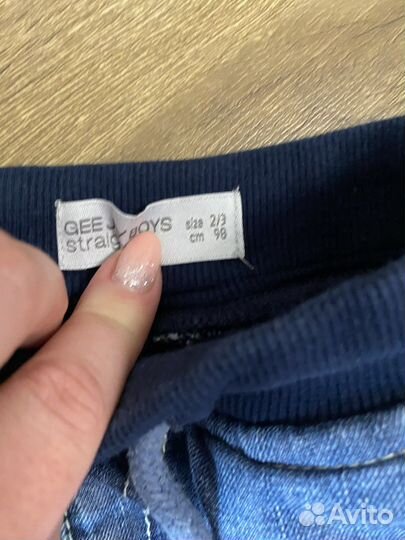 GEE J BOYS size 2/3
straig cm 98
Avito